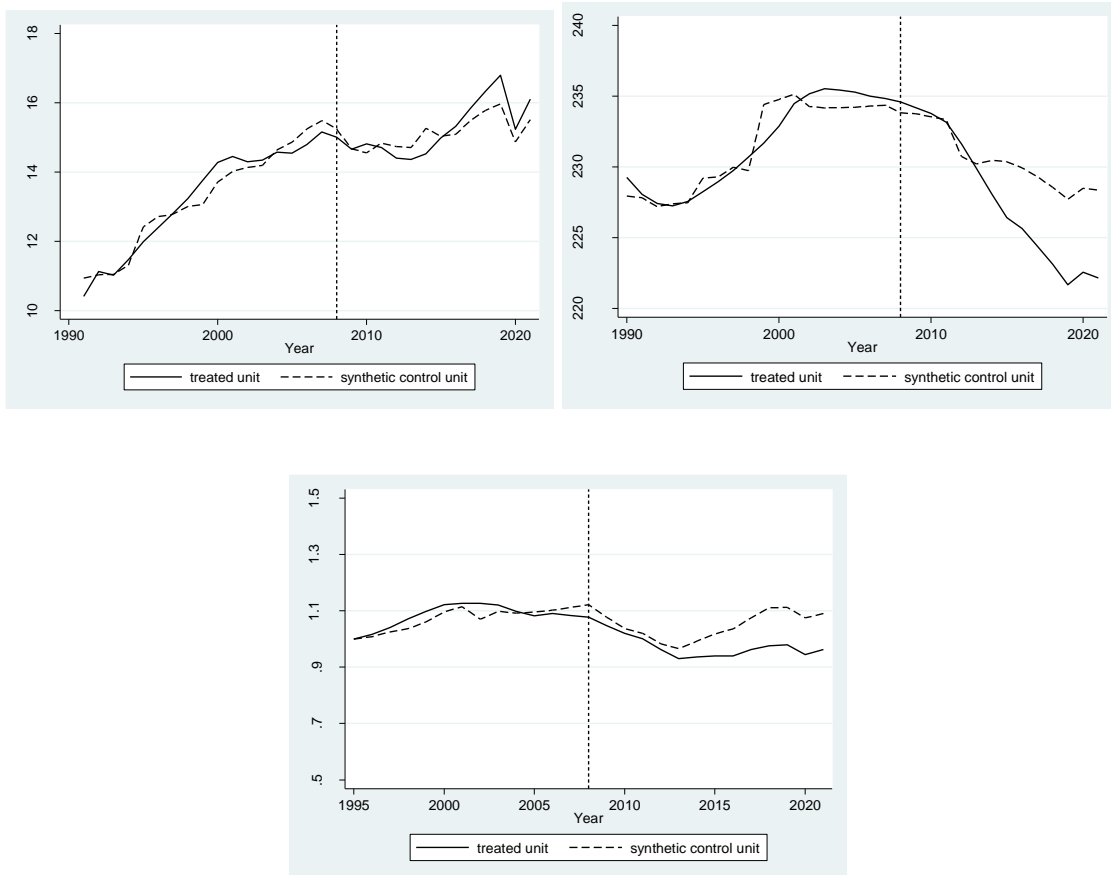 18
16
14
12
10
1990 2000 2010 2020
Year
treated unit synthetic control unit
240
235
230
225
220
1990 2000 2010 2020
Year
treated unit synthetic control unit
1.5
1.3
1.1
.9
.7
.5
1995 2000 2005 2010 2015 2020
Year
treated unit synthetic control unit